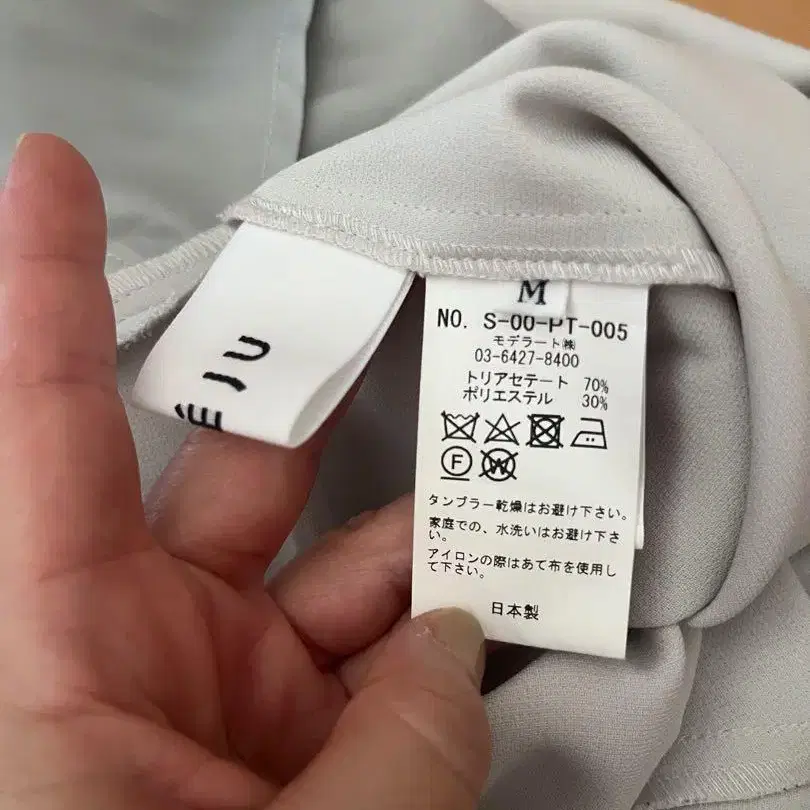 M
NO. S-00-PT-005
モデラート㈱
03-6427-8400
トリアセテート 70%
ポリエステル 30%
F W
タンブラー乾燥はお避け下さい。
家庭での、水洗いはお避け下さ
い。
アイロンの際はあて布を使用し
て下さい。
日本製